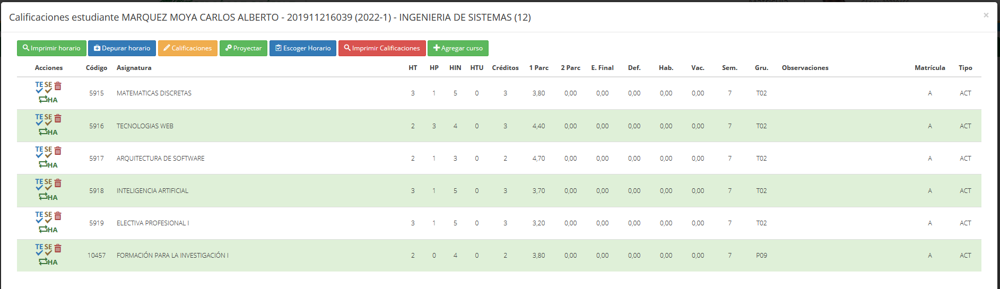 Calificaciones estudiante MARQUEZ MOYA CARLOS ALBERTO - 201911216039 (2022-1) - INGENIERIA DE SISTEMAS (12) ×
Imprimir horario Depurar horario Calificaciones Proyectar Escoger Horario Imprimir Calificaciones Agregar curso
Acciones Código Asignatura HT HP HIN HTU Créditos 1 Parc 2 Parc E. Final Def. Hab. Vac. Sem. Gru. Observaciones Matrícula Tipo
TE SE
5915 MATEMATICAS DISCRETAS 3 1 5 0 3 3,80 0,00 0,00 0,00 0,00 0,00 7 T02 A ACT
HA
TE SE
5916 TECNOLOGIAS WEB 2 3 4 0 3 4,40 0,00 0,00 0,00 0,00 0,00 7 T02 A ACT
HA
TE SE
5917 ARQUITECTURA DE SOFTWARE 2 1 3 0 2 4,70 0,00 0,00 0,00 0,00 0,00 7 T02 A ACT
HA
TE SE
5918 INTELIGENCIA ARTIFICIAL 3 1 5 0 3 3,70 0,00 0,00 0,00 0,00 0,00 7 T02 A ACT
HA
TE SE
5919 ELECTIVA PROFESIONAL I 3 1 5 0 3 3,20 0,00 0,00 0,00 0,00 0,00 7 T02 A ACT
HA
TE SE
10457 FORMACIÓN PARA LA INVESTIGACIÓN I 2 0 4 0 2 3,80 0,00 0,00 0,00 0,00 0,00 7 P09 A ACT
HA